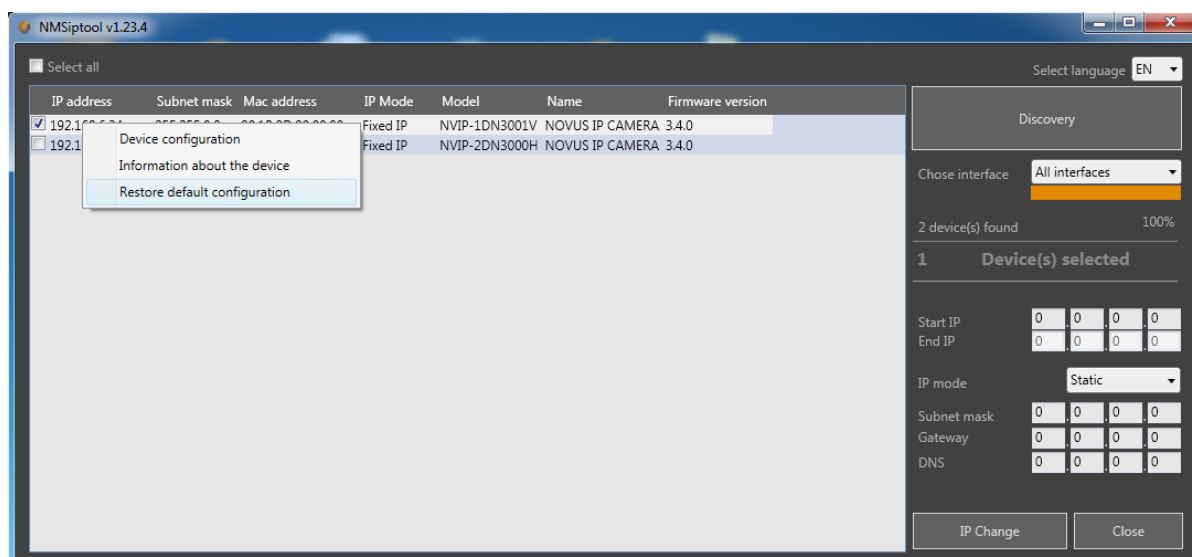 NMSiptool v1.23.4
Select all
Select language EN
IP address Subnet mask Mac address IP Mode Model Name Firmware version
Fixed IP NVIP-1DN3001V NOVUS IP CAMERA 3.4.0
192.1 Fixed IP NVIP-2DN3000H NOVUS IP CAMERA 3.4.0
Device configuration
Information about the device
Restore default configuration
Discovery
Chose interface All interfaces
2 device(s) found 100%
1 Device(s) selected
Start IP 0 . 0 . 0 . 0
End IP 0 . 0 . 0 . 0
IP mode Static
Subnet mask 0 . 0 . 0 . 0
Gateway 0 . 0 . 0 . 0
DNS 0 . 0 . 0 . 0
IP Change Close